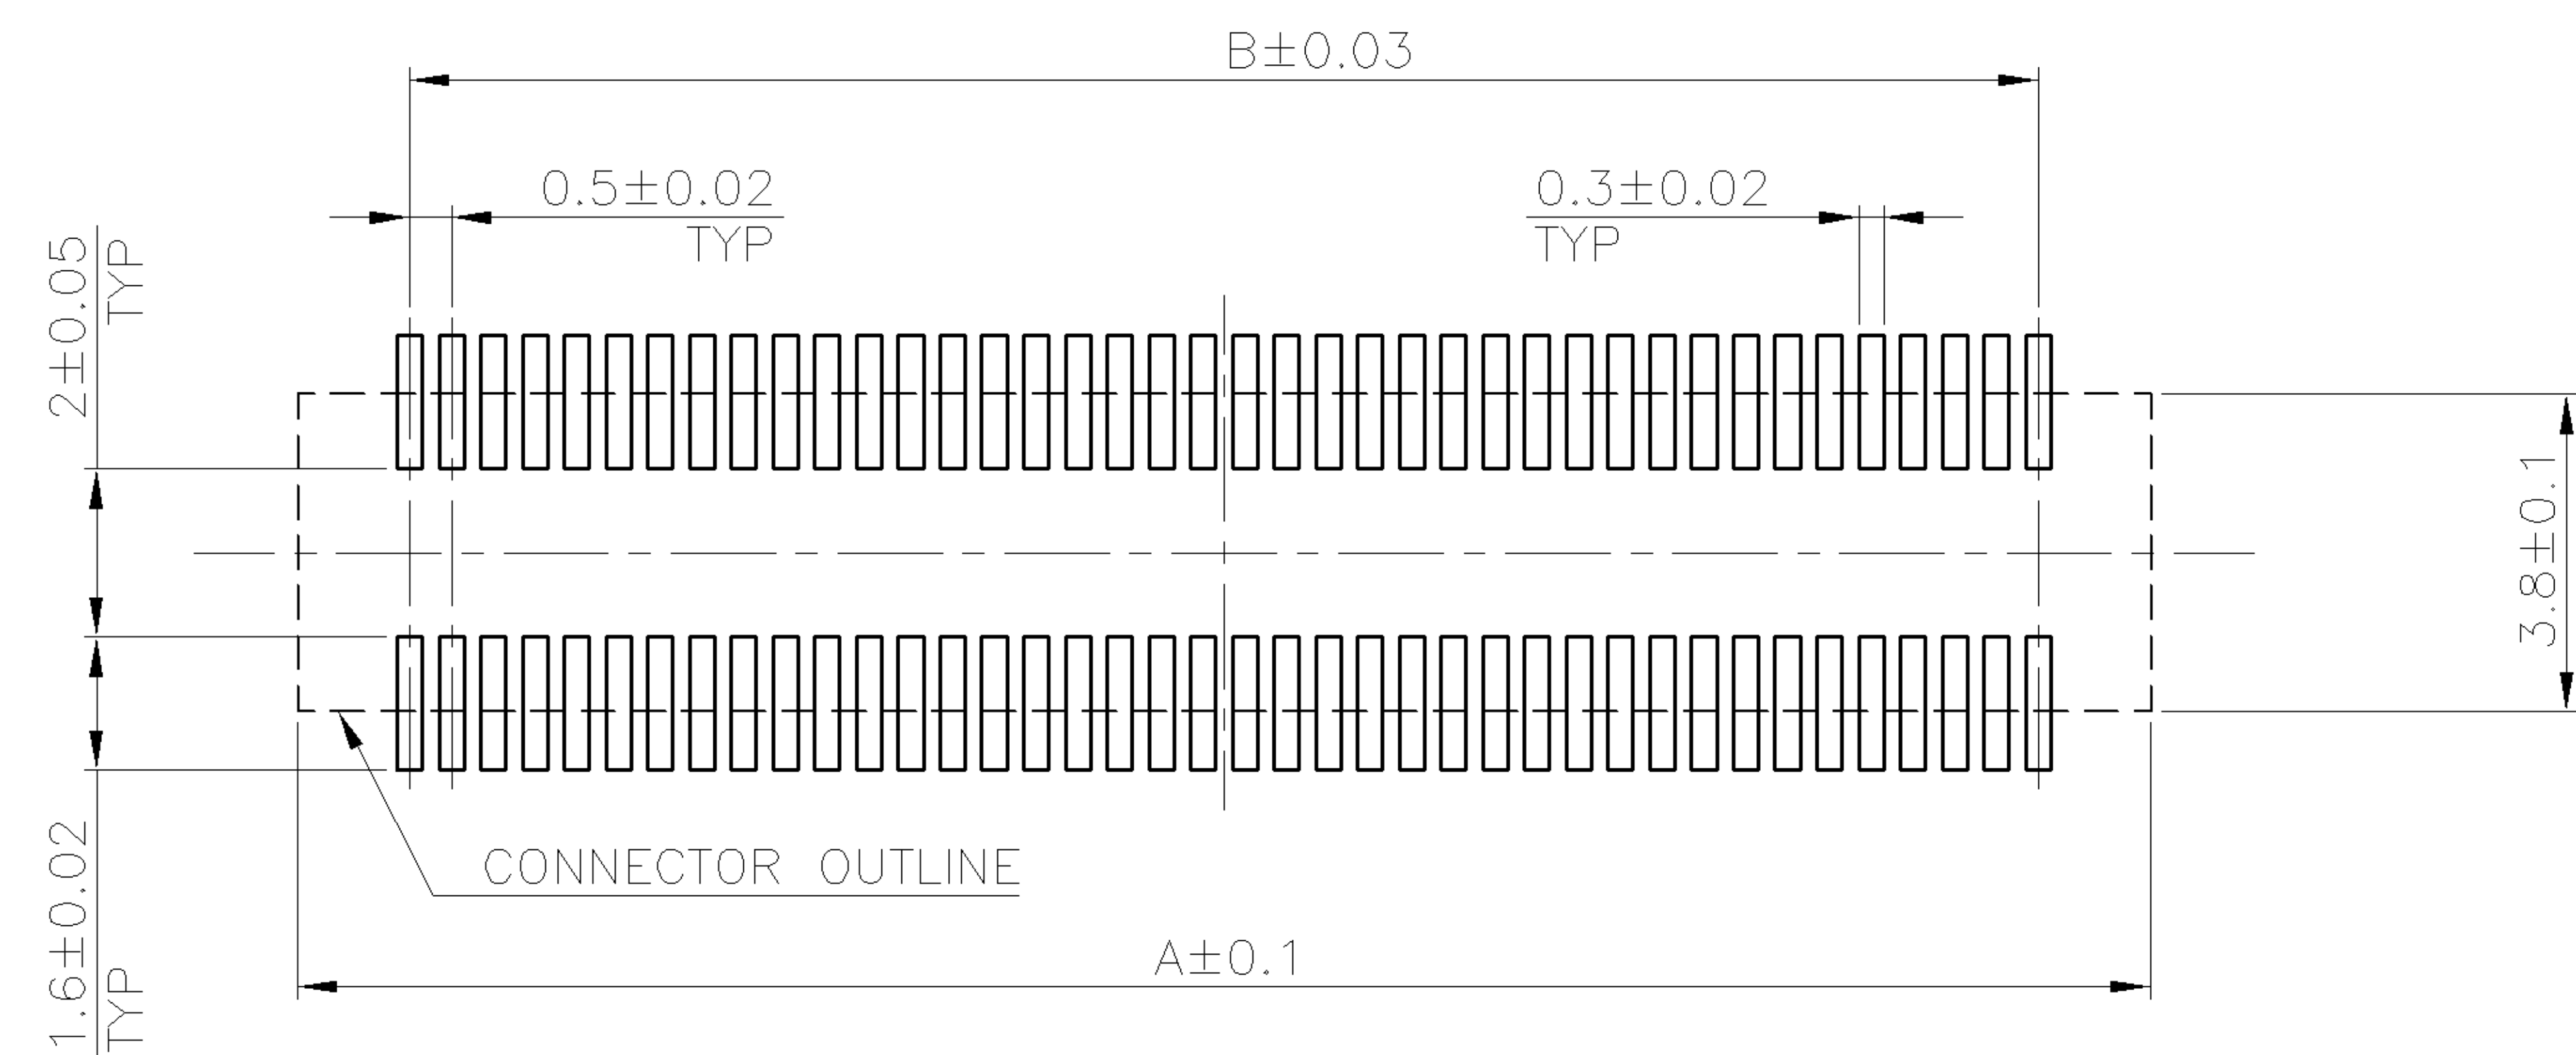 B±0.03
0.5±0.02
TYP
0.3±0.02
TYP
2±0.05
TYP
3.8±0.1
CONNECTOR OUTLINE
1.6±0.02
TYP
A±0.1